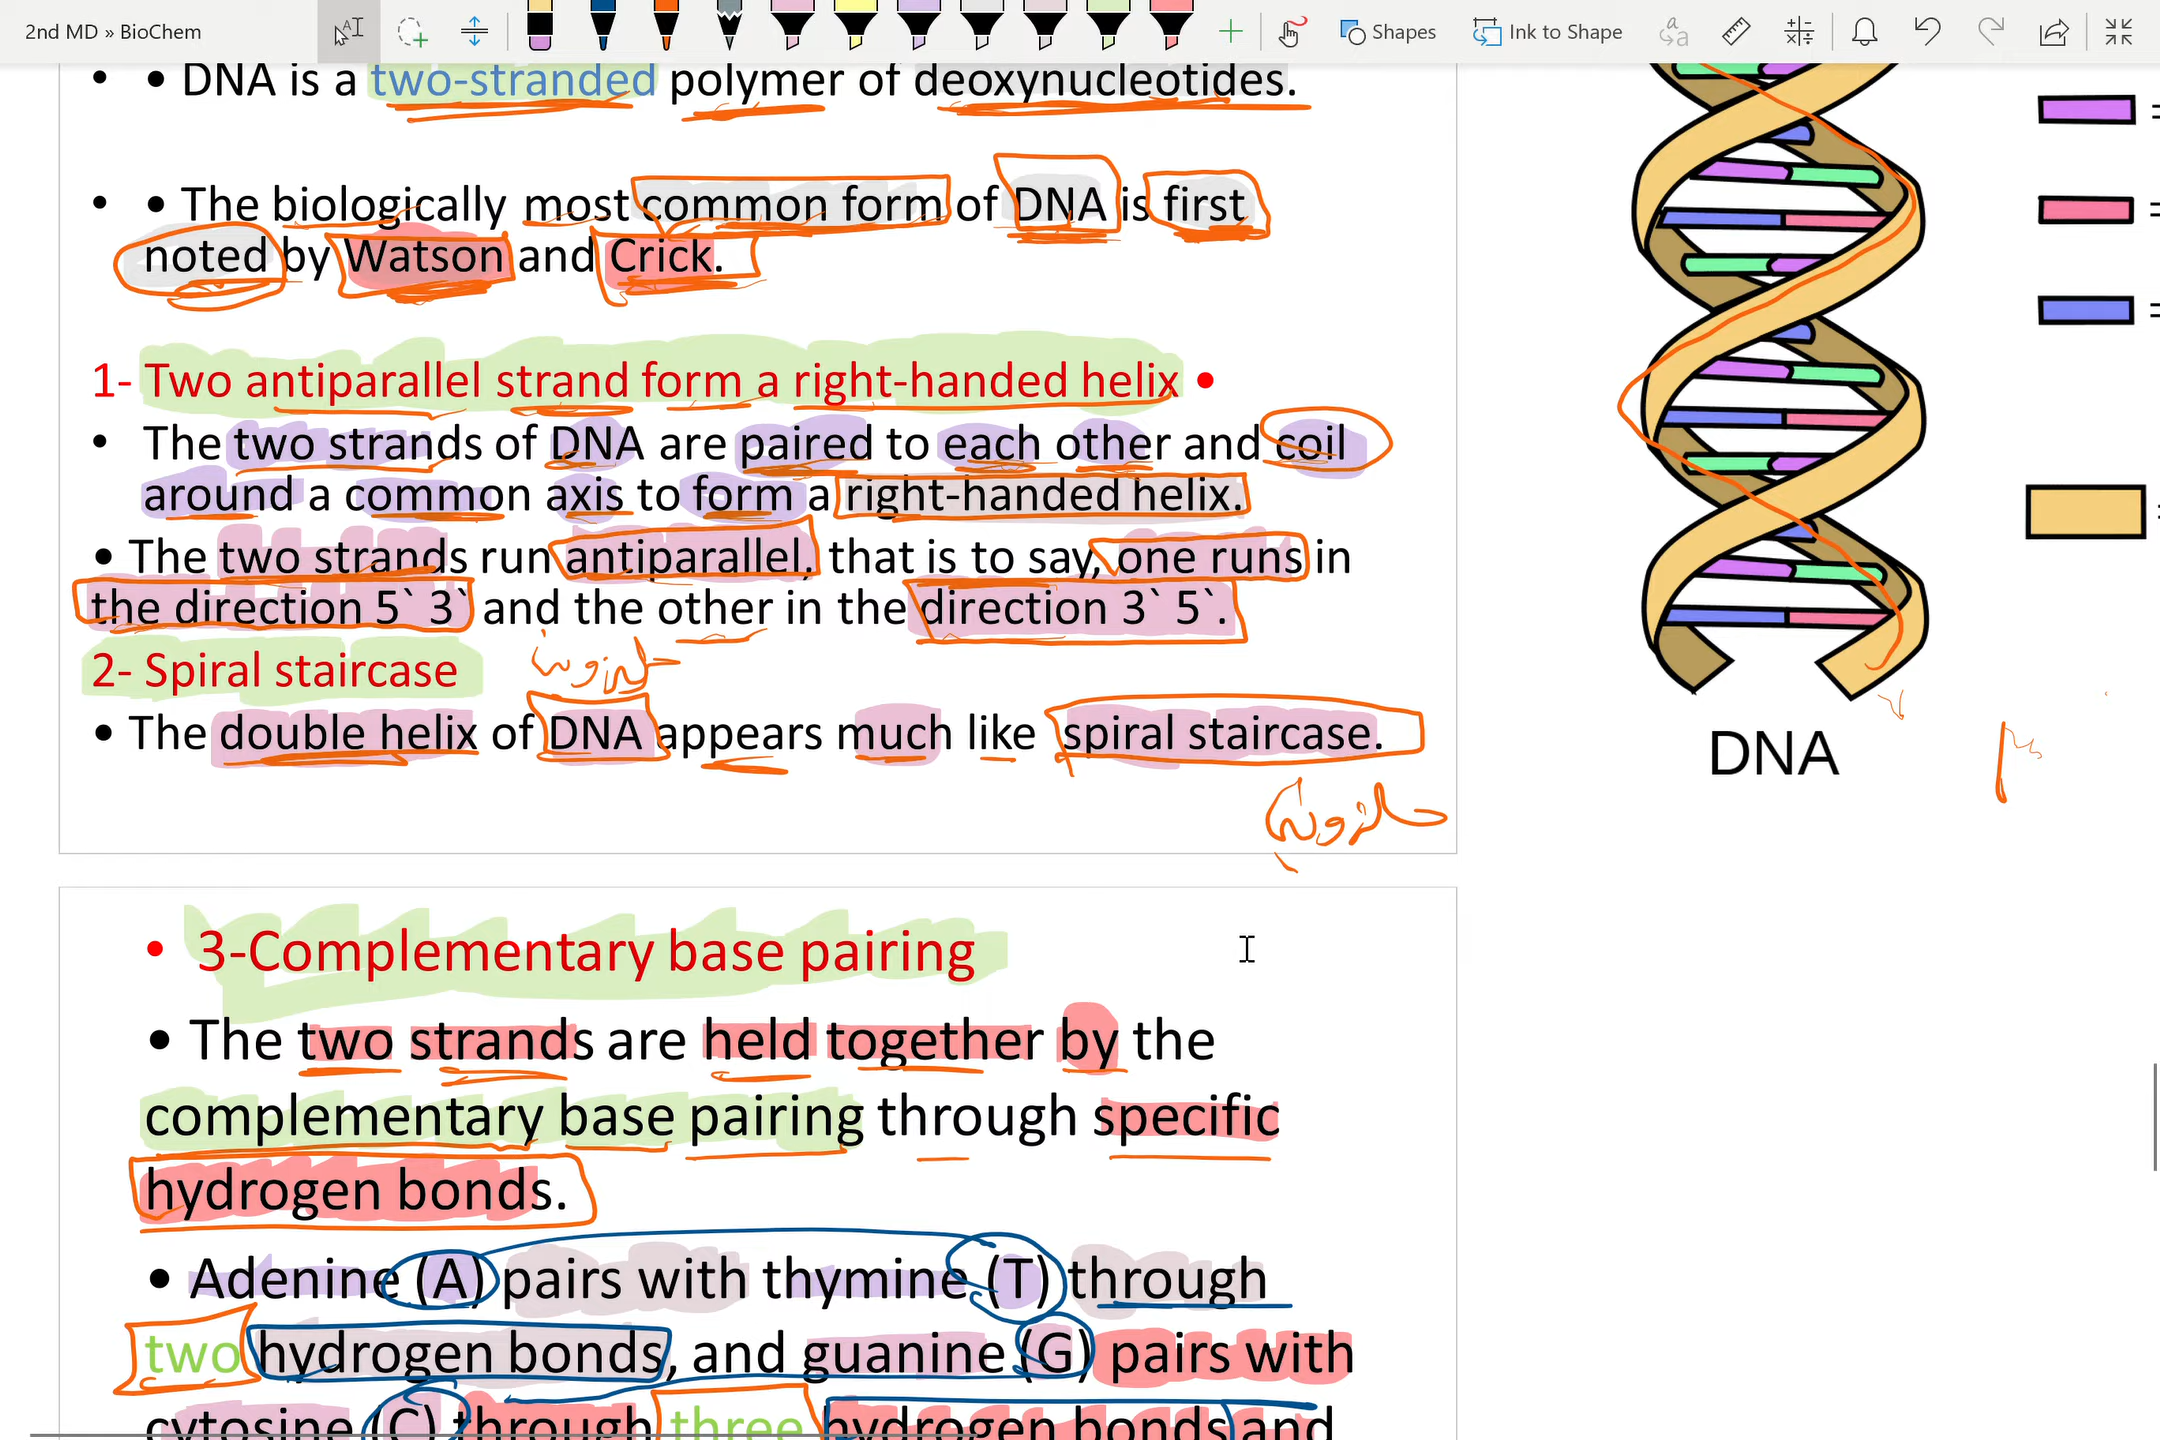 2nd MD » BioChem
Shapes
Ink to Shape
• • DNA is a two-stranded polymer of deoxynucleotides.
• • The biologically most common form of DNA is first
noted by Watson and Crick.
1- Two antiparallel strand form a right-handed helix •
• The two strands of DNA are paired to each other and coil
around a common axis to form a right-handed helix.
• The two strands run antiparallel, that is to say, one runs in
the direction 5` 3` and the other in the direction 3` 5`.
2- Spiral staircase
• The double helix of DNA appears much like spiral staircase.
=
=
=
=
DNA
• 3-Complementary base pairing
• The two strands are held together by the
complementary base pairing through specific
hydrogen bonds.
• Adenine (A) pairs with thymine (T) through
two hydrogen bonds, and guanine (G) pairs with
cytosine (C) through three hydrogen bonds and